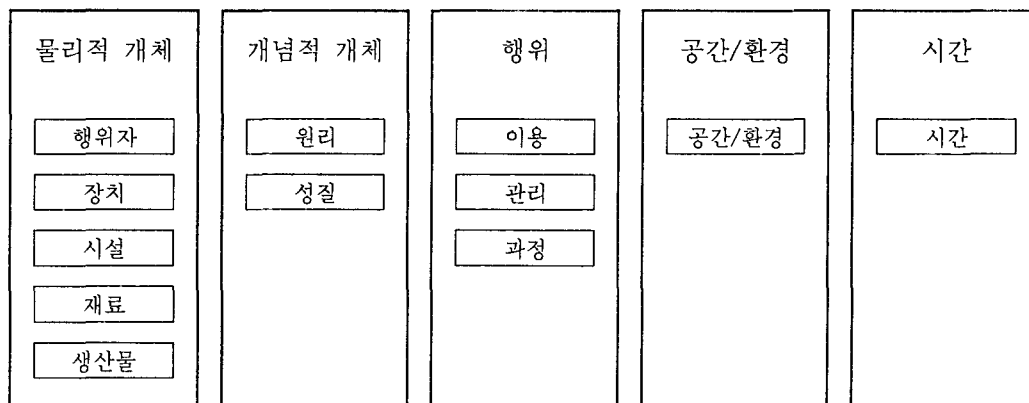 물리적 개체
행위자
장치
시설
재료
생산물
개념적 개체
원리
성질
행위
이용
관리
과정
공간/환경
공간/환경
시간
시간